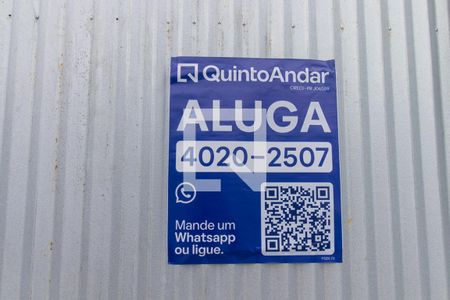 QuintoAndar
ALUGA
4020-2507
Mande um
Whatsapp
ou ligue.